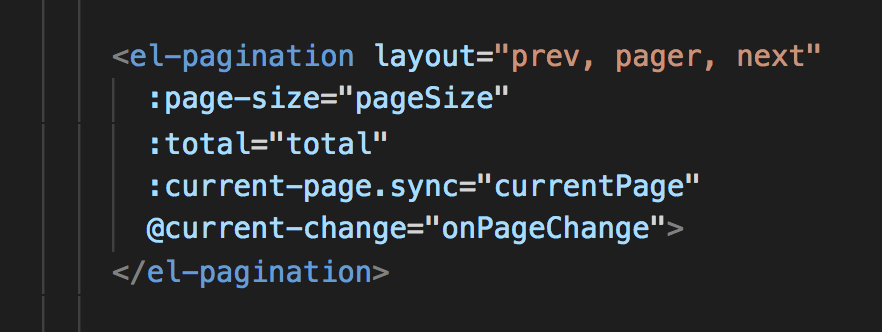 <el-pagination layout="prev, pager, next"
:page-size="pageSize"
:total="total"
:current-page.sync="currentPage"
@current-change="onPageChange">
</el-pagination>